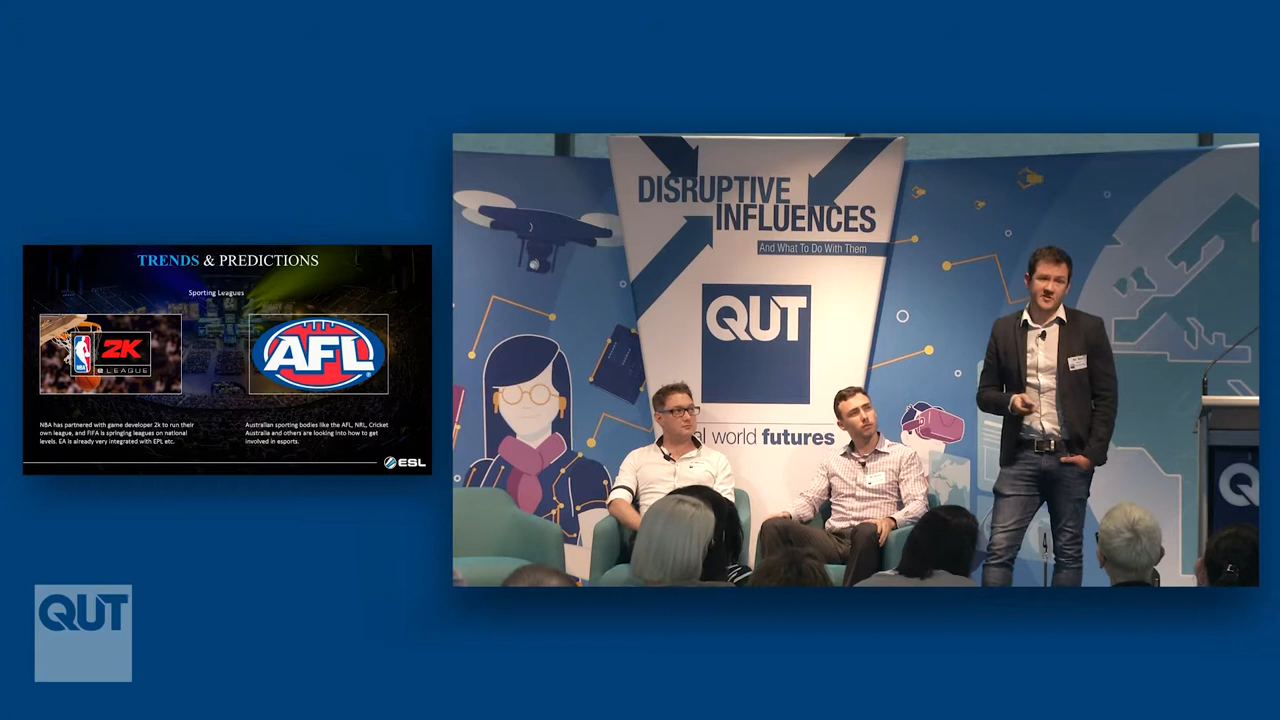 TRENDS & PREDICTIONS
Sporting Leagues
NBA
2K
LEAGUE
AFL
NBA has partnered with game developer 2k to run their
own league, and FIFA is springing leagues on national
levels. EA is already very integrated with EPL etc.
Australian sporting bodies like the AFL, NRL, Cricket
Australia and others are looking into how to get
involved in esports.
ESL
QUT
DISRUPTIVE
INFLUENCES
And What To Do With Them
QUT
al world futures
4
Q